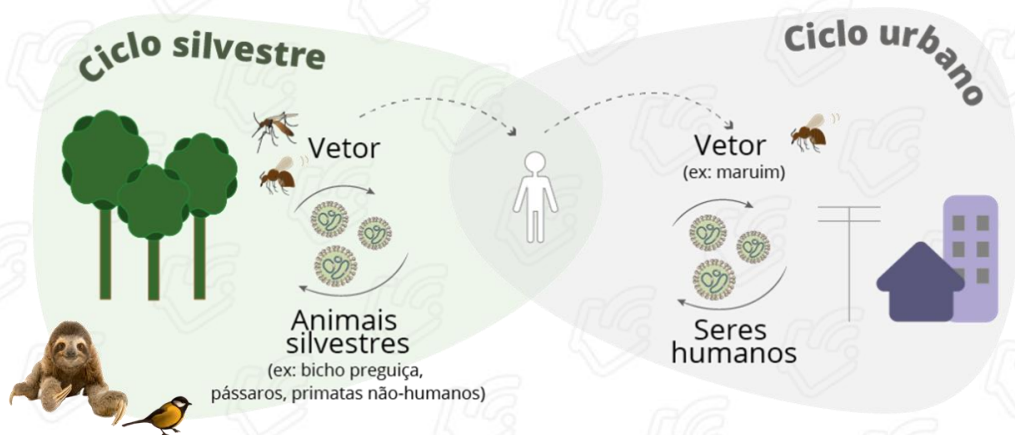 Ciclo silvestre
Vetor
Animais
silvestres
(ex: bicho preguiça,
pássaros, primatas não-humanos)
Ciclo urbano
Vetor
(ex: maruim)
Seres
humanos